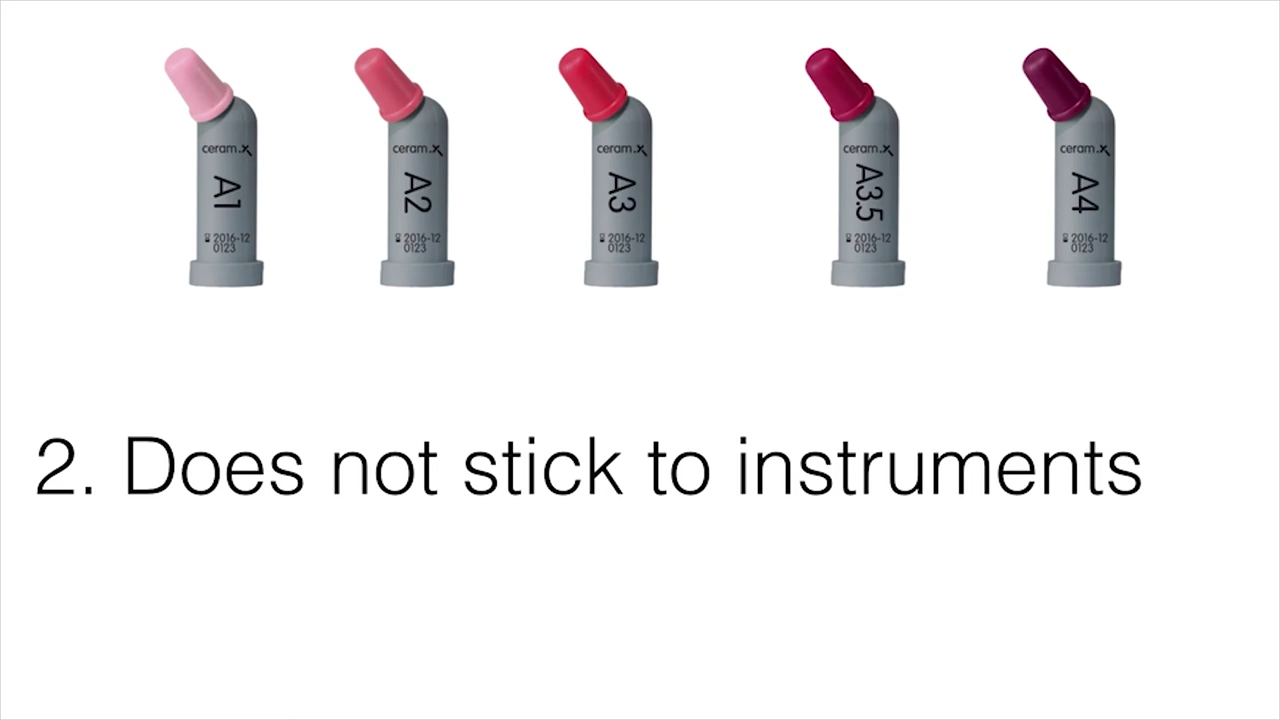 ceram.x
A1
2016-12
0123
ceram.x
A2
2016-12
0123
ceram.x
A3
2016-12
0123
ceram.x
A3.5
2016-12
0123
ceram.x
A4
2016-12
0123
2. Does not stick to instruments